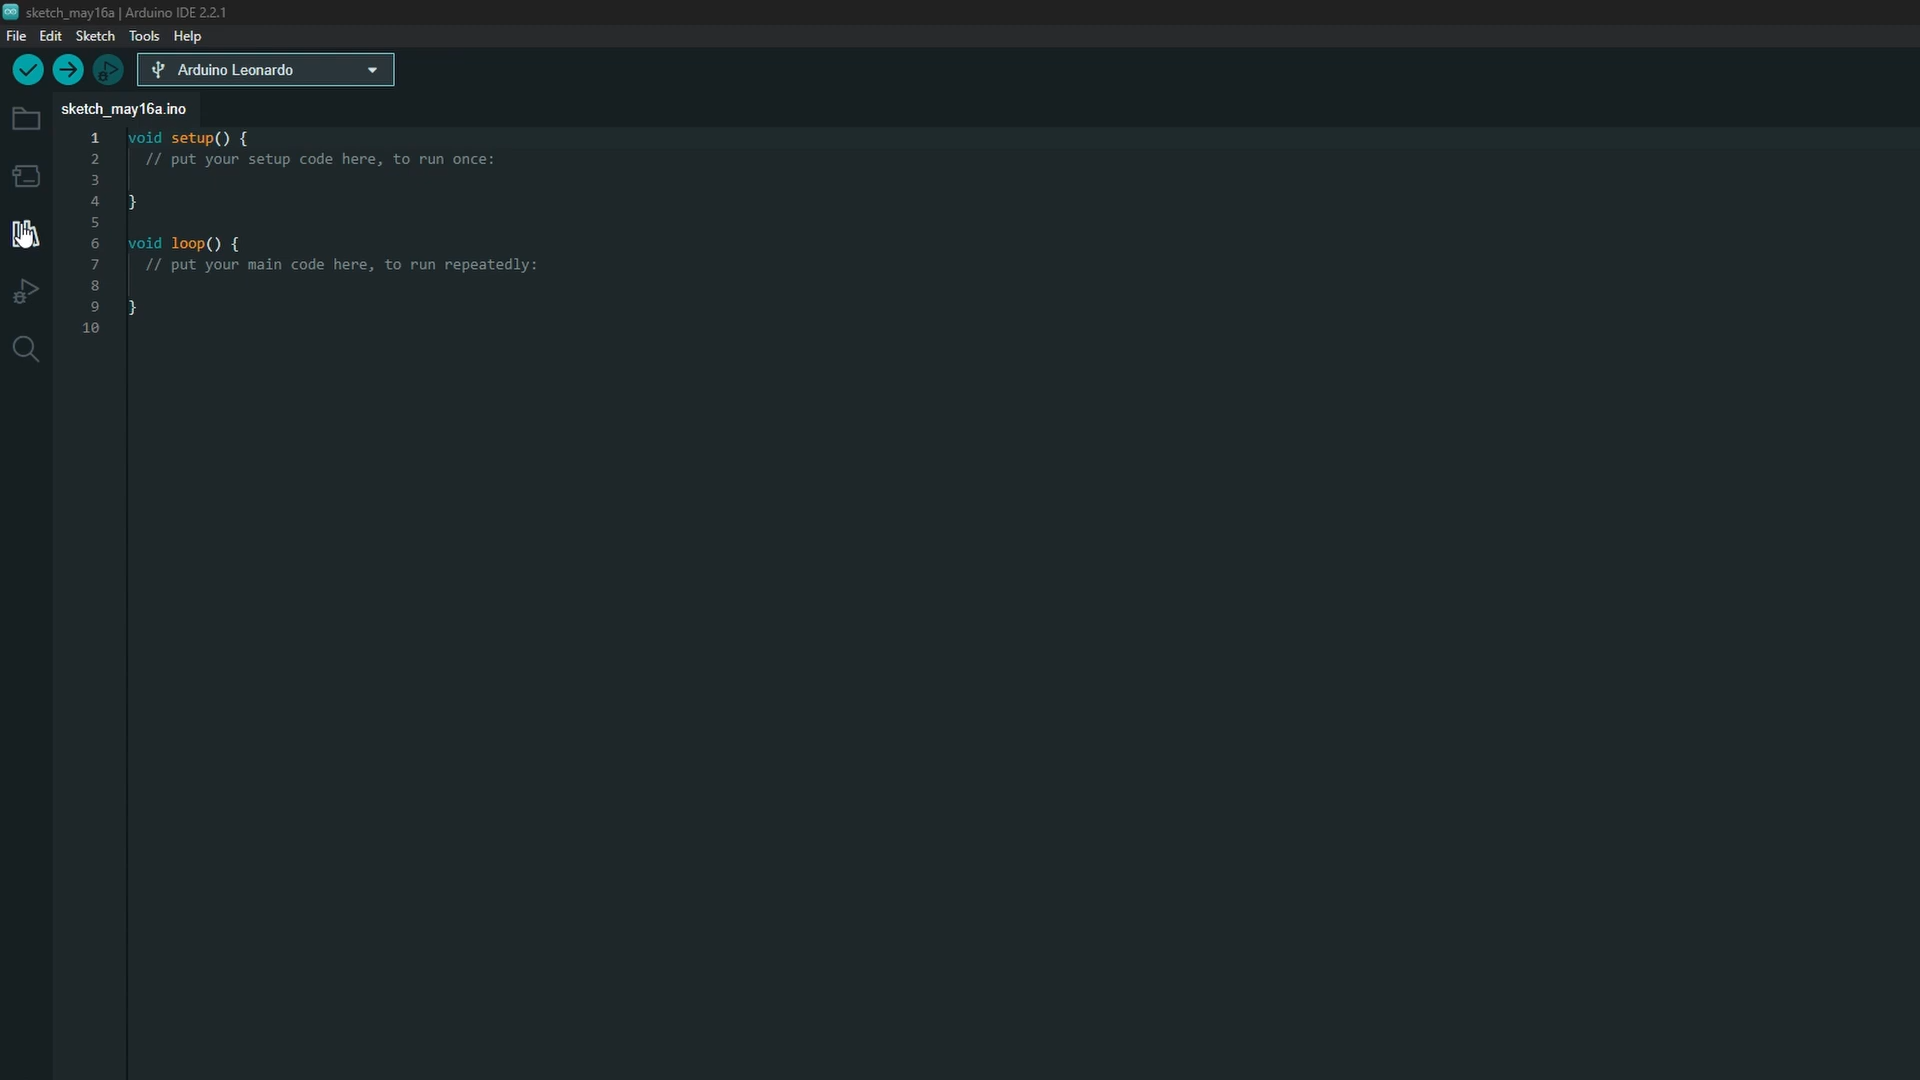 sketch_may16a | Arduino IDE 2.2.1
File Edit Sketch Tools Help
Arduino Leonardo
sketch_may16a.ino
1 void setup() {
2 // put your setup code here, to run once:
3
4 }
5
6 void loop() {
7 // put your main code here, to run repeatedly:
8
9 }
10